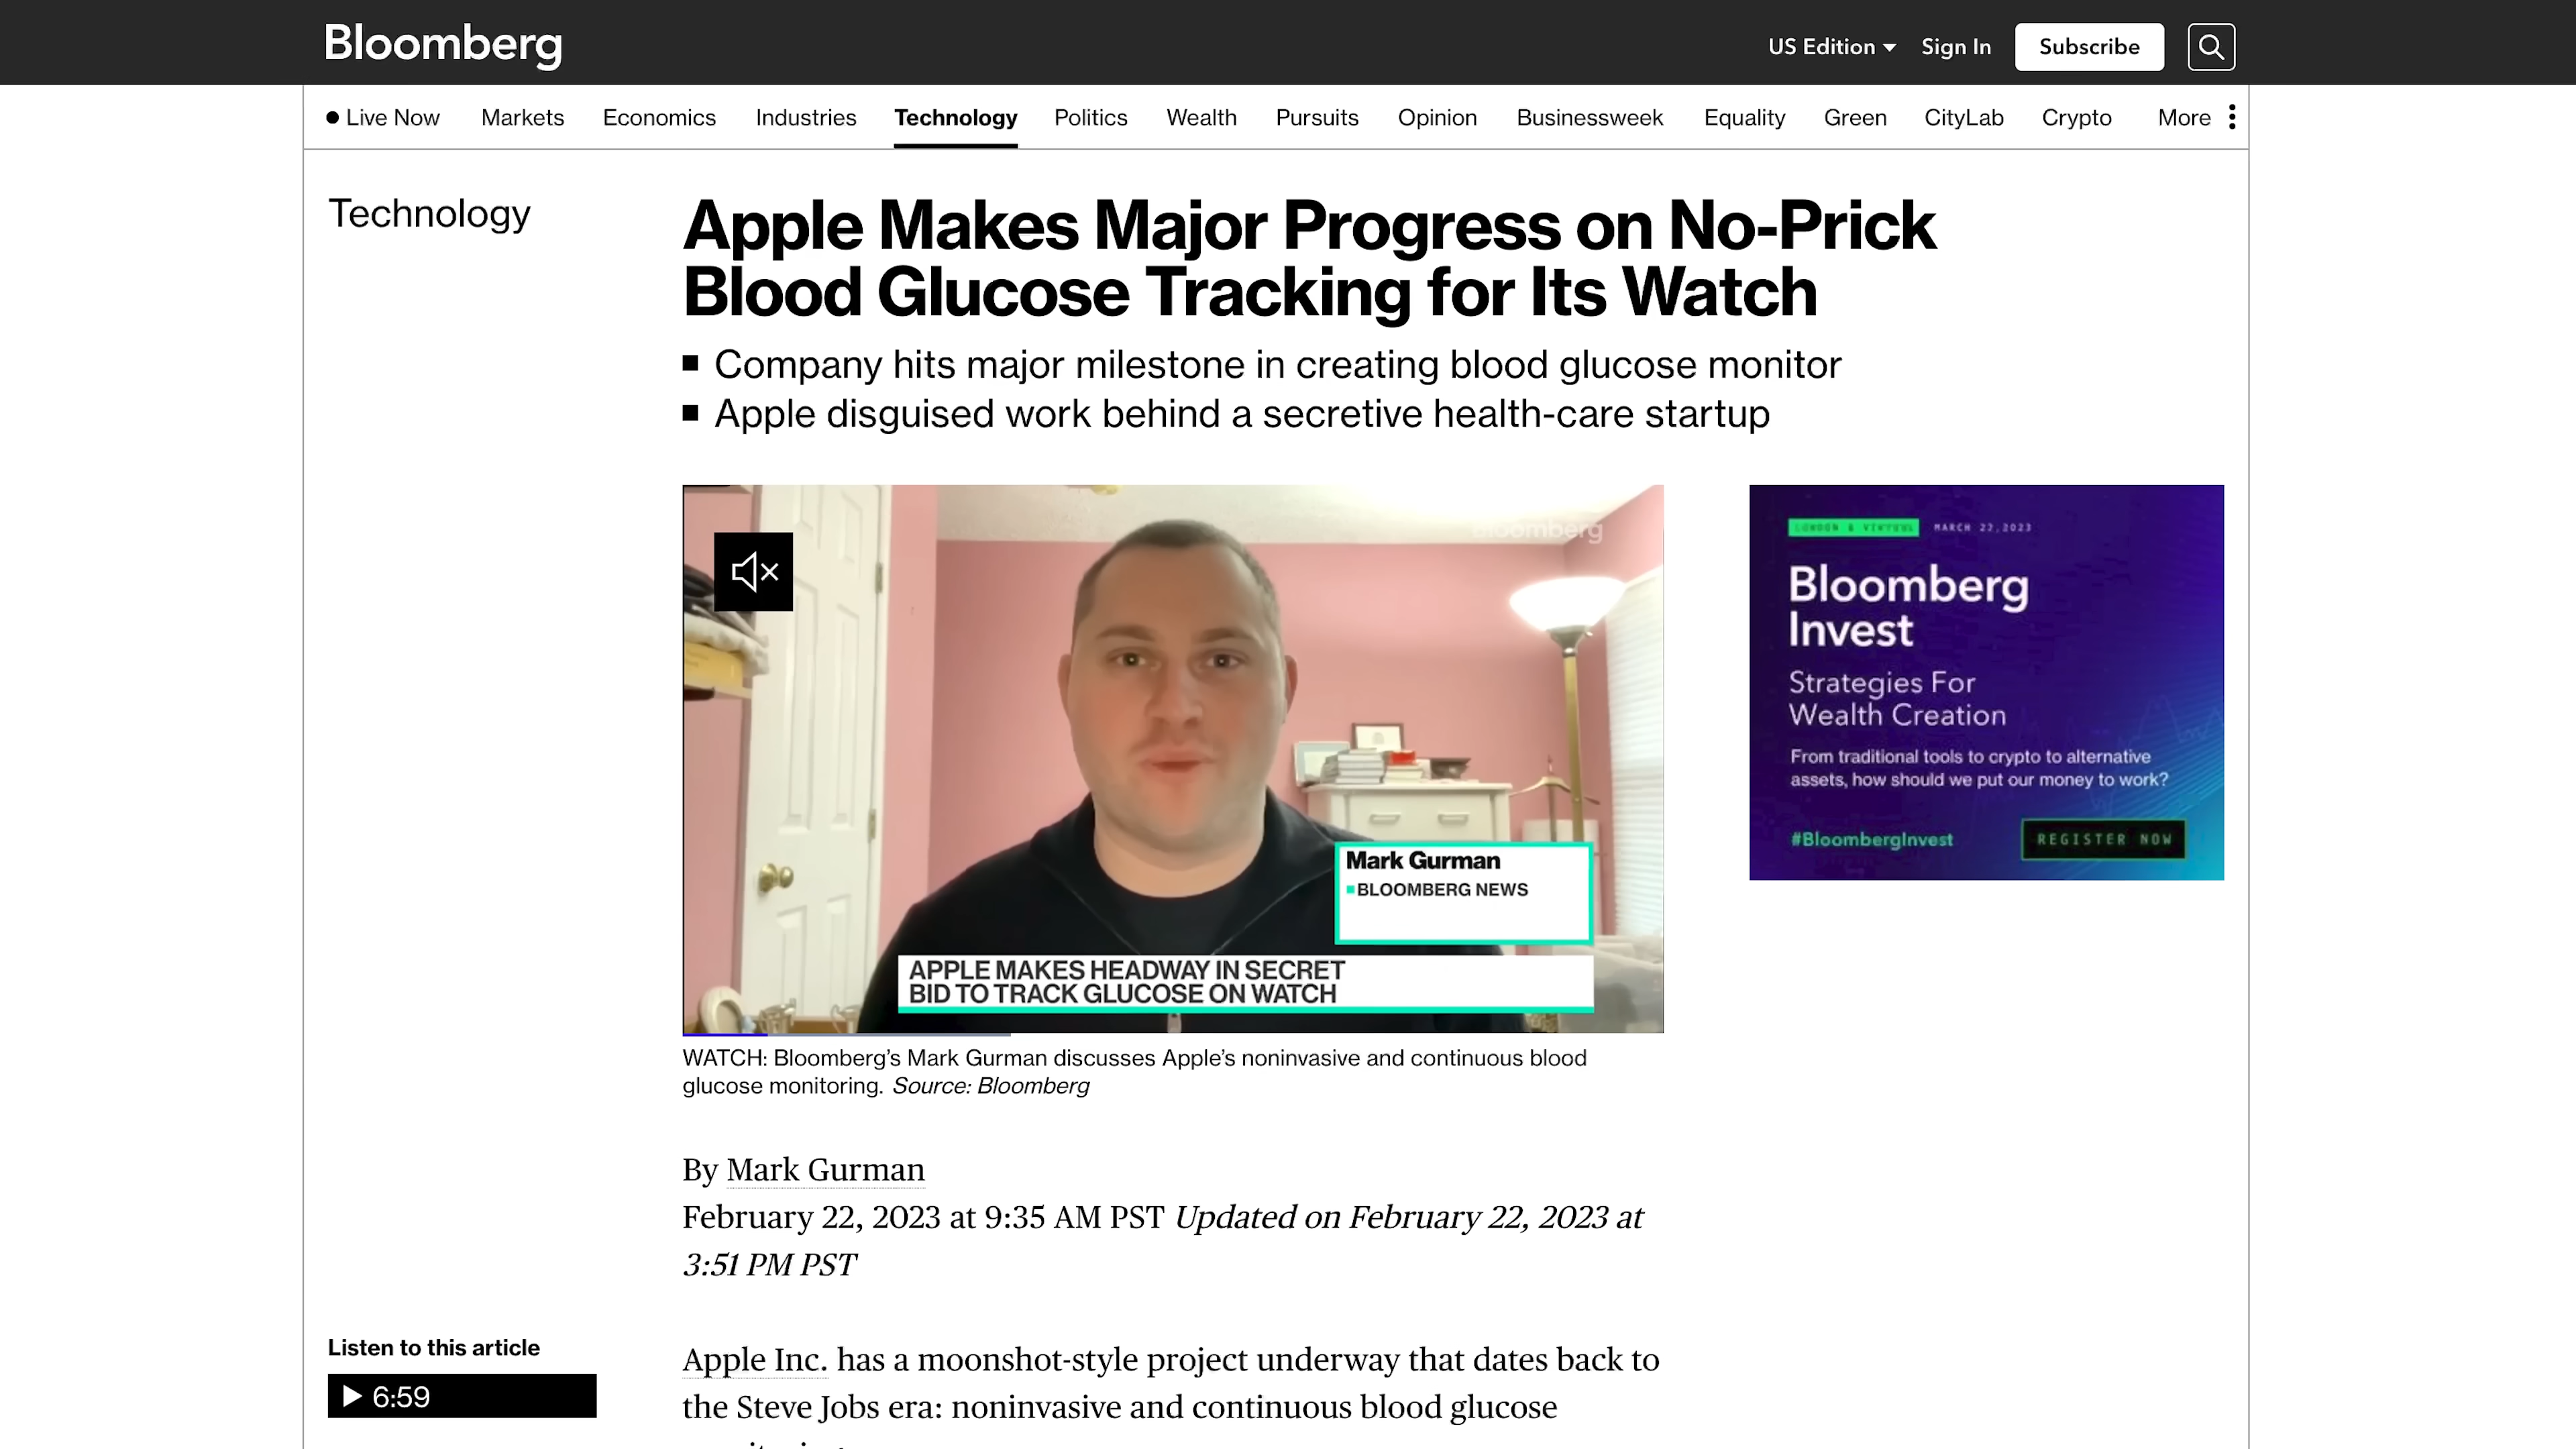 Bloomberg
US Edition
Sign In
Subscribe
Live Now
Markets
Economics
Industries
Technology
Politics
Wealth
Pursuits
Opinion
Businessweek
Equality
Green
CityLab
Crypto
More
Technology
Apple Makes Major Progress on No-Prick
Blood Glucose Tracking for Its Watch
Company hits major milestone in creating blood glucose monitor
Apple disguised work behind a secretive health-care startup
Bloomberg
Mark Gurman
BLOOMBERG NEWS
APPLE MAKES HEADWAY IN SECRET
BID TO TRACK GLUCOSE ON WATCH
LONDON & VIRTUAL
MARCH 22,2023
Bloomberg
Invest
Strategies For
Wealth Creation
From traditional tools to crypto to alternative
assets, how should we put our money to work?
#BloombergInvest
REGISTER NOW
WATCH: Bloomberg’s Mark Gurman discusses Apple’s noninvasive and continuous blood
glucose monitoring. Source: Bloomberg
By Mark Gurman
February 22, 2023 at 9:35 AM PST Updated on February 22, 2023 at
3:51 PM PST
Listen to this article
6:59
Apple Inc. has a moonshot-style project underway that dates back to
the Steve Jobs era: noninvasive and continuous blood glucose